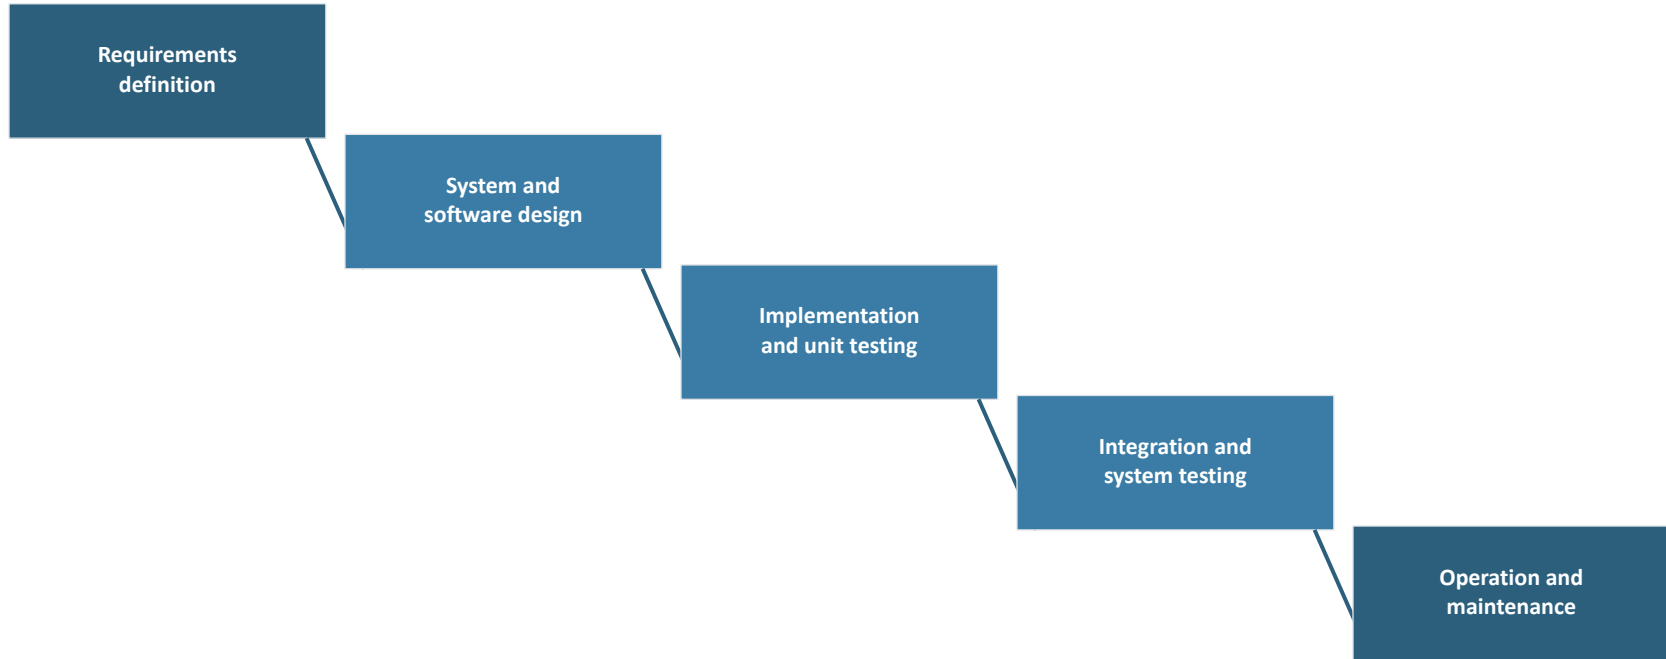 Requirements
definition
System and
software design
Implementation
and unit testing
Integration and
system testing
Operation and
maintenance